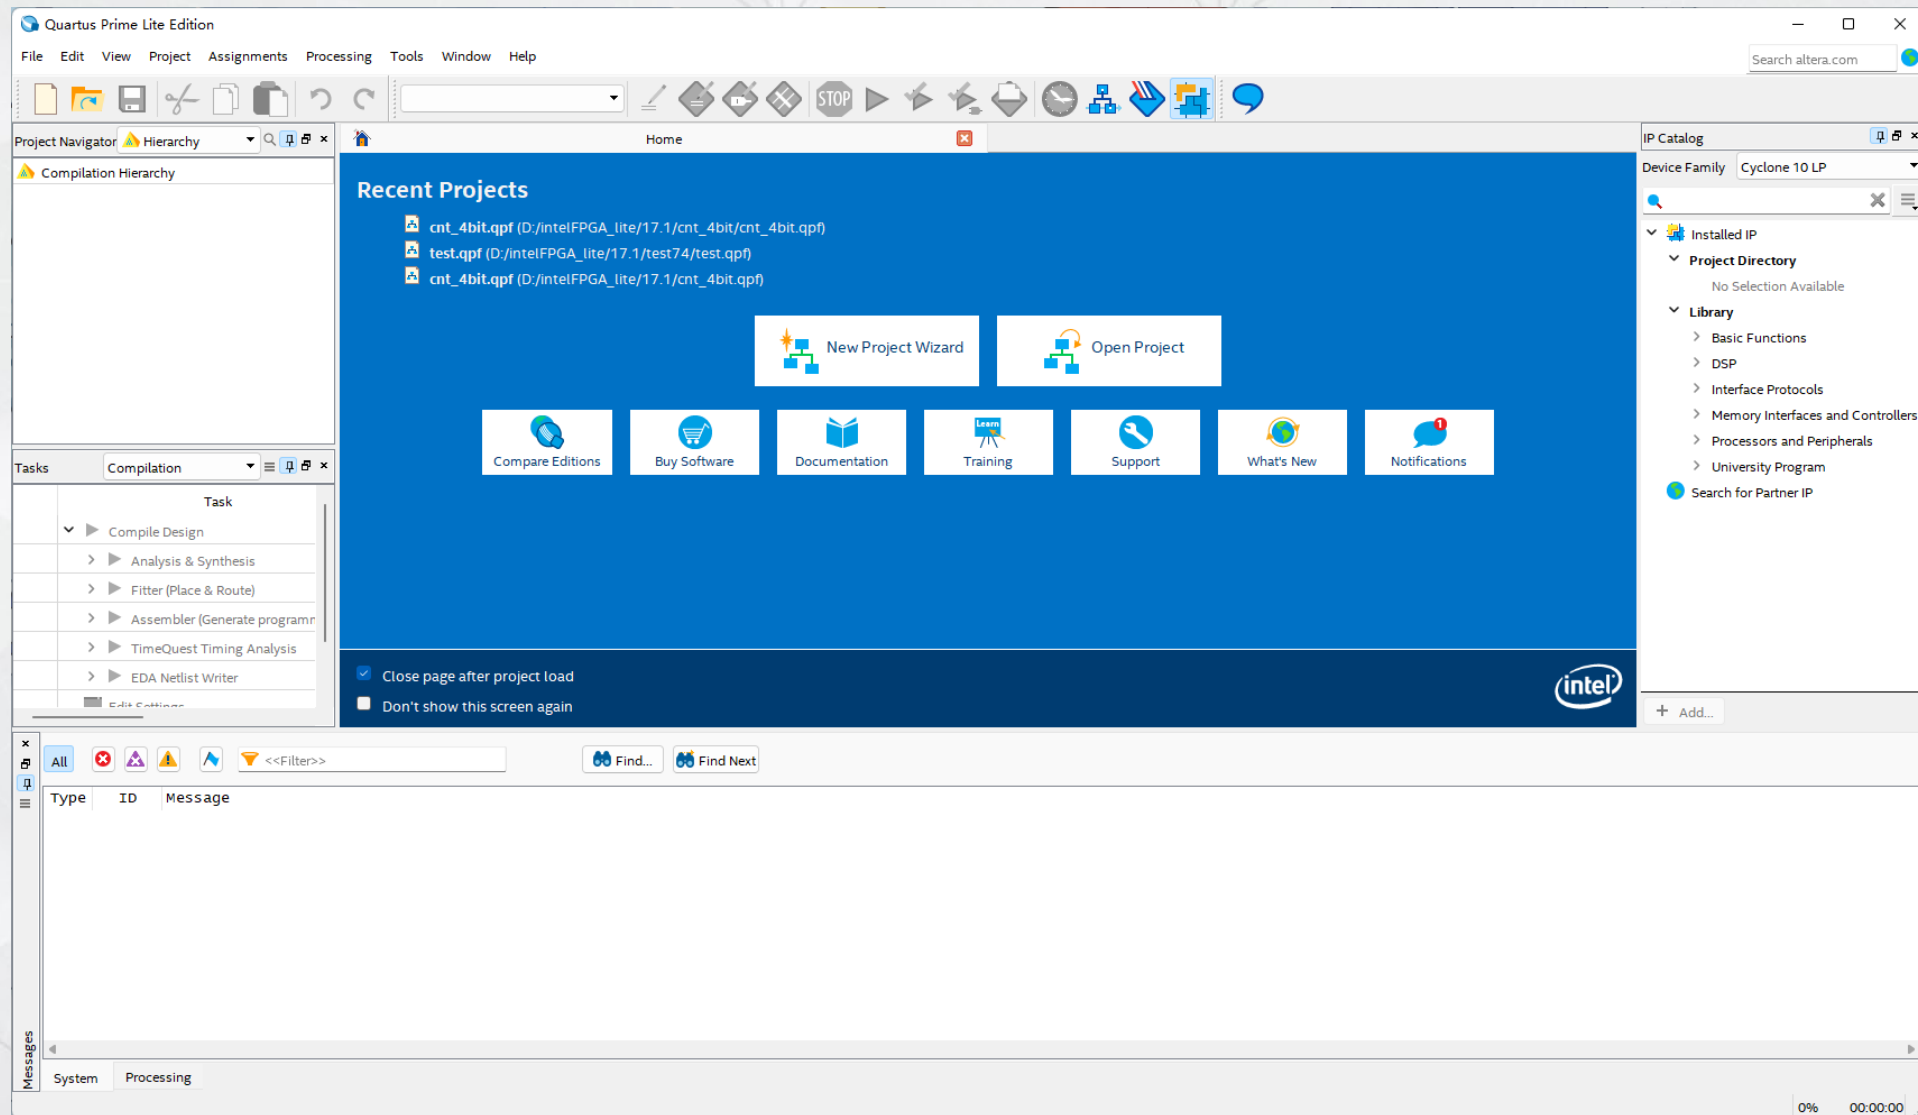 Quartus Prime Lite Edition
File Edit View Project Assignments Processing Tools Window Help
Search altera.com
STOP
Project Navigator Hierarchy
Compilation Hierarchy
Home
Recent Projects
cnt_4bit.qpf (D:/intelFPGA_lite/17.1/cnt_4bit/cnt_4bit.qpf)
test.qpf (D:/intelFPGA_lite/17.1/test74/test.qpf)
cnt_4bit.qpf (D:/intelFPGA_lite/17.1/cnt_4bit.qpf)
New Project Wizard Open Project
Learn 1
Compare Editions Buy Software Documentation Training Support What's New Notifications
Close page after project load
Don't show this screen again
intel
Tasks Compilation
Task
Compile Design
Analysis & Synthesis
Fitter (Place & Route)
Assembler (Generate programm
TimeQuest Timing Analysis
EDA Netlist Writer
Edit Settings
IP Catalog
Device Family Cyclone 10 LP
Installed IP
Project Directory
No Selection Available
Library
Basic Functions
DSP
Interface Protocols
Memory Interfaces and Controllers
Processors and Peripherals
University Program
Search for Partner IP
+ Add...
All <<Filter>> Find... Find Next
Type ID Message
Messages
System Processing
0% 00:00:00